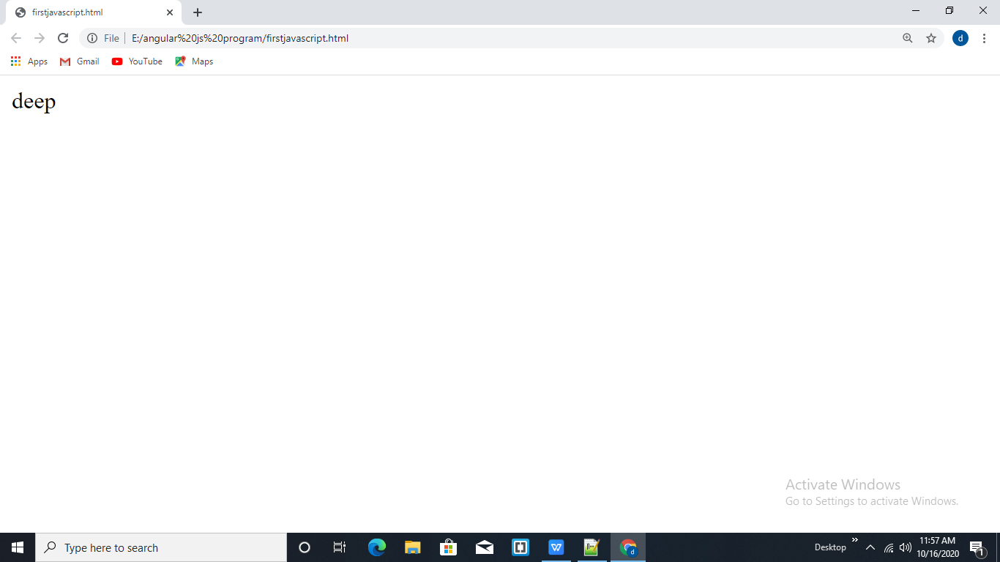 firstjavascript.html
File E:/angular%20js%20program/firstjavascript.html d
Apps Gmail YouTube Maps
deep
Activate Windows
Go to Settings to activate Windows.
Type here to search
Desktop
11:57 AM
10/16/2020
1